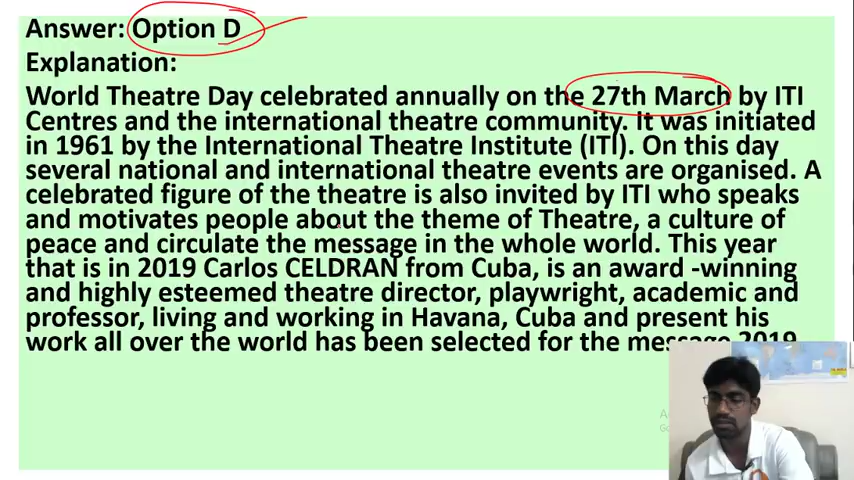 Answer: Option D
Explanation:
World Theatre Day celebrated annually on the 27th March by ITI
Centres and the international theatre community. It was initiated
in 1961 by the International Theatre Institute (ITI). On this day
several national and international theatre events are organised. A
celebrated figure of the theatre is also invited by ITI who speaks
and motivates people about the theme of Theatre, a culture of
peace and circulate the message in the whole world. This year
that is in 2019 Carlos CELDRAN from Cuba, is an award -winning
and highly esteemed theatre director, playwright, academic and
professor, living and working in Havana, Cuba and present his
work all over the world has been selected for the message 2019